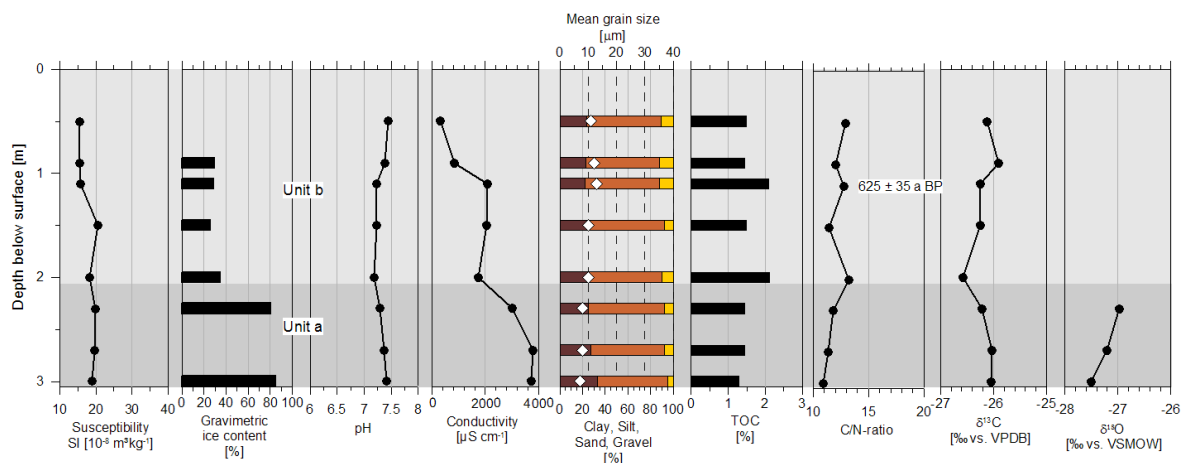 Mean grain size
[µm]
0 10 20 30 40
Depth below surface [m]
0
1
2
3
Unit b
Unit a
625 ± 35 a BP
10 20 30 40
0 20 40 60 80 100
6 6.5 7 7.5 8
0 2000 4000
0 20 40 60 80 100
0 1 2 3
10 15 20
-27 -26 -25
-28 -27 -26
Susceptibility
SI [10⁻⁸ m³kg⁻¹]
Gravimetric
ice content
[%]
pH
Conductivity
[µS cm⁻¹]
Clay, Silt,
Sand, Gravel
[%]
TOC
[%]
C/N-ratio
δ¹³C
[‰ vs. VPDB]
δ¹⁸O
[‰ vs. VSMOW]